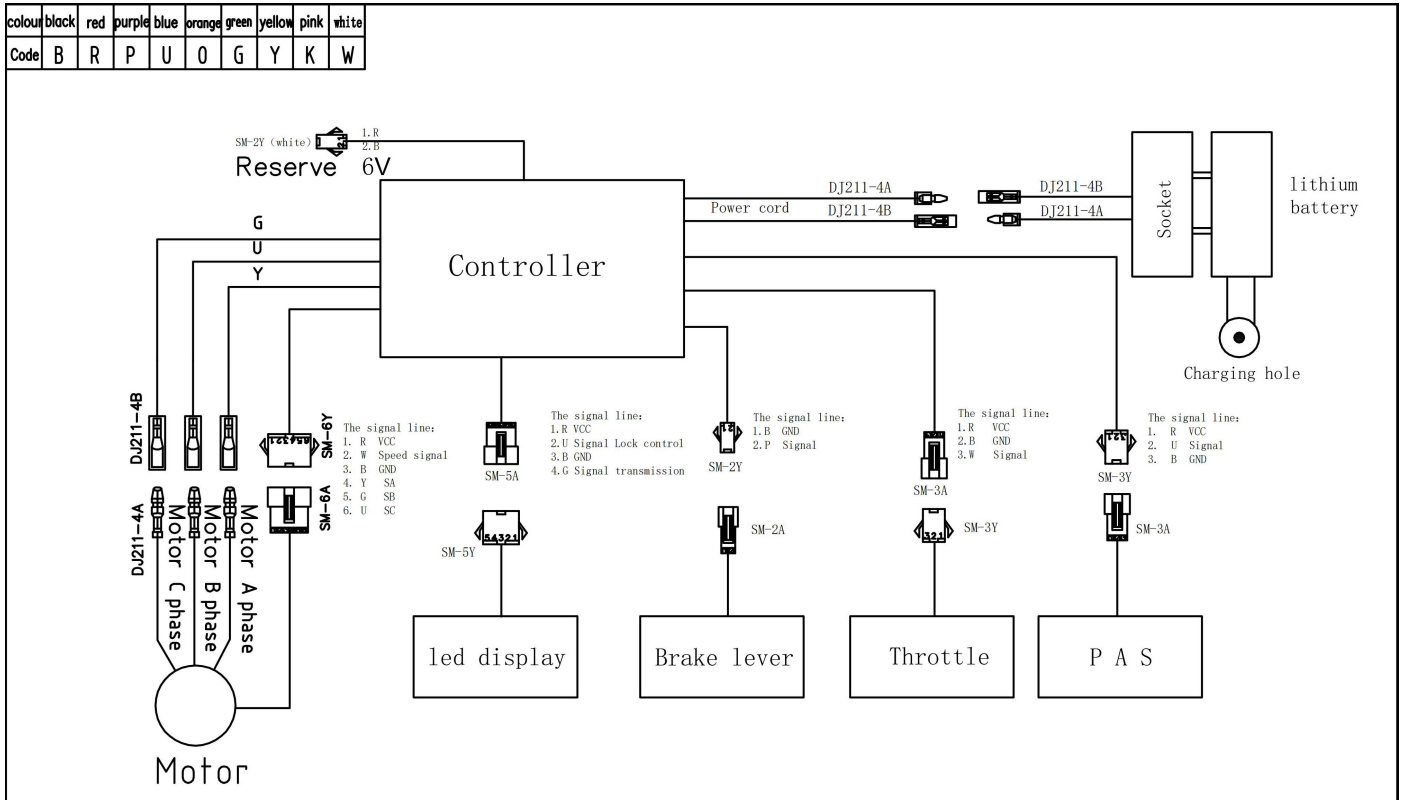 colour black red purple blue orange green yellow pink white
Code B R P U O G Y K W
SM-2Y (white)
2 1
1.R
2.B
Reserve 6V
G
U
Y
Controller
Power cord
DJ211-4A
DJ211-4B
DJ211-4B
DJ211-4A
Socket
lithium
battery
Charging hole
DJ211-4B
DJ211-4A
Motor C phase
Motor B phase
Motor A phase
Motor
654321
SM-6Y
SM-6A
The signal line:
1. R VCC
2. W Speed signal
3. B GND
4. Y SA
5. G SB
6. U SC
SM-5A
The signal line:
1.R VCC
2.U Signal Lock control
3.B GND
4.G Signal transmission
54321
SM-5Y
led display
21
SM-2Y
The signal line:
1.B GND
2.P Signal
SM-2A
Brake lever
SM-3A
The signal line:
1.R VCC
2.B GND
3.W Signal
321
SM-3Y
Throttle
SM-3Y
The signal line:
1. R VCC
2. U Signal
3. B GND
SM-3A
P A S